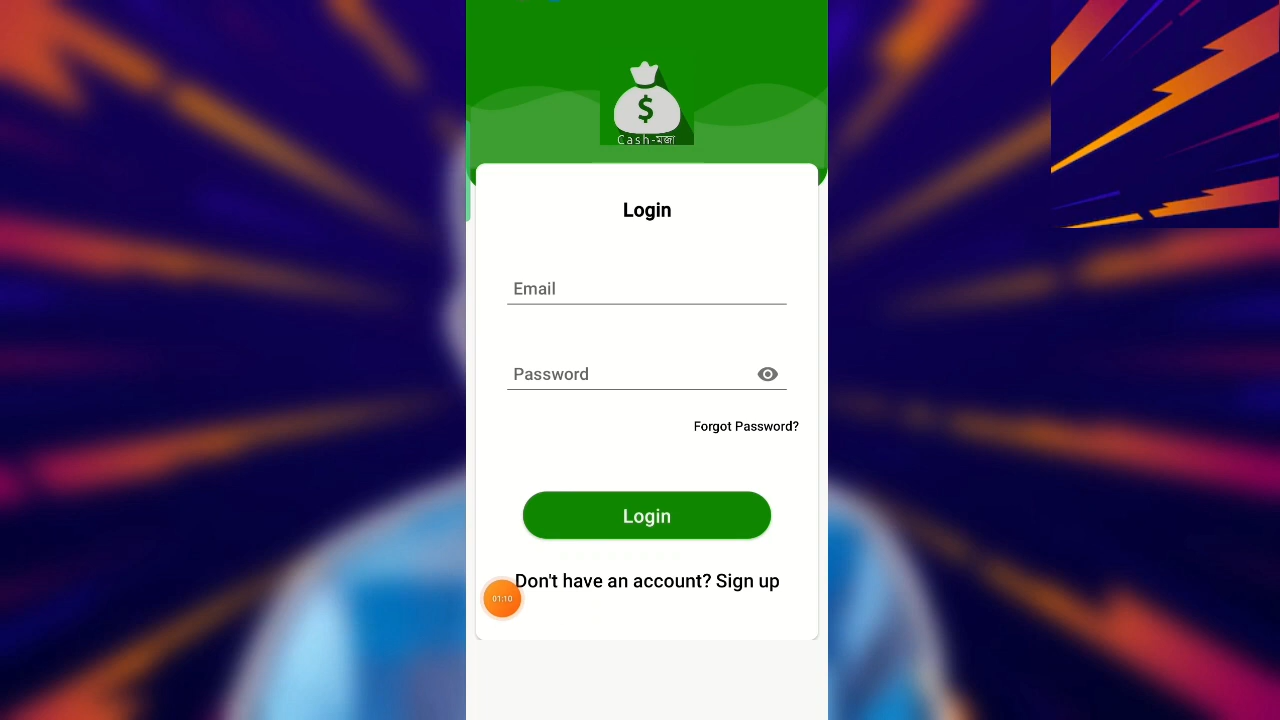 $
Cash-মজা
Login
Email
Password
Forgot Password?
Login
Don't have an account? Sign up
01:10